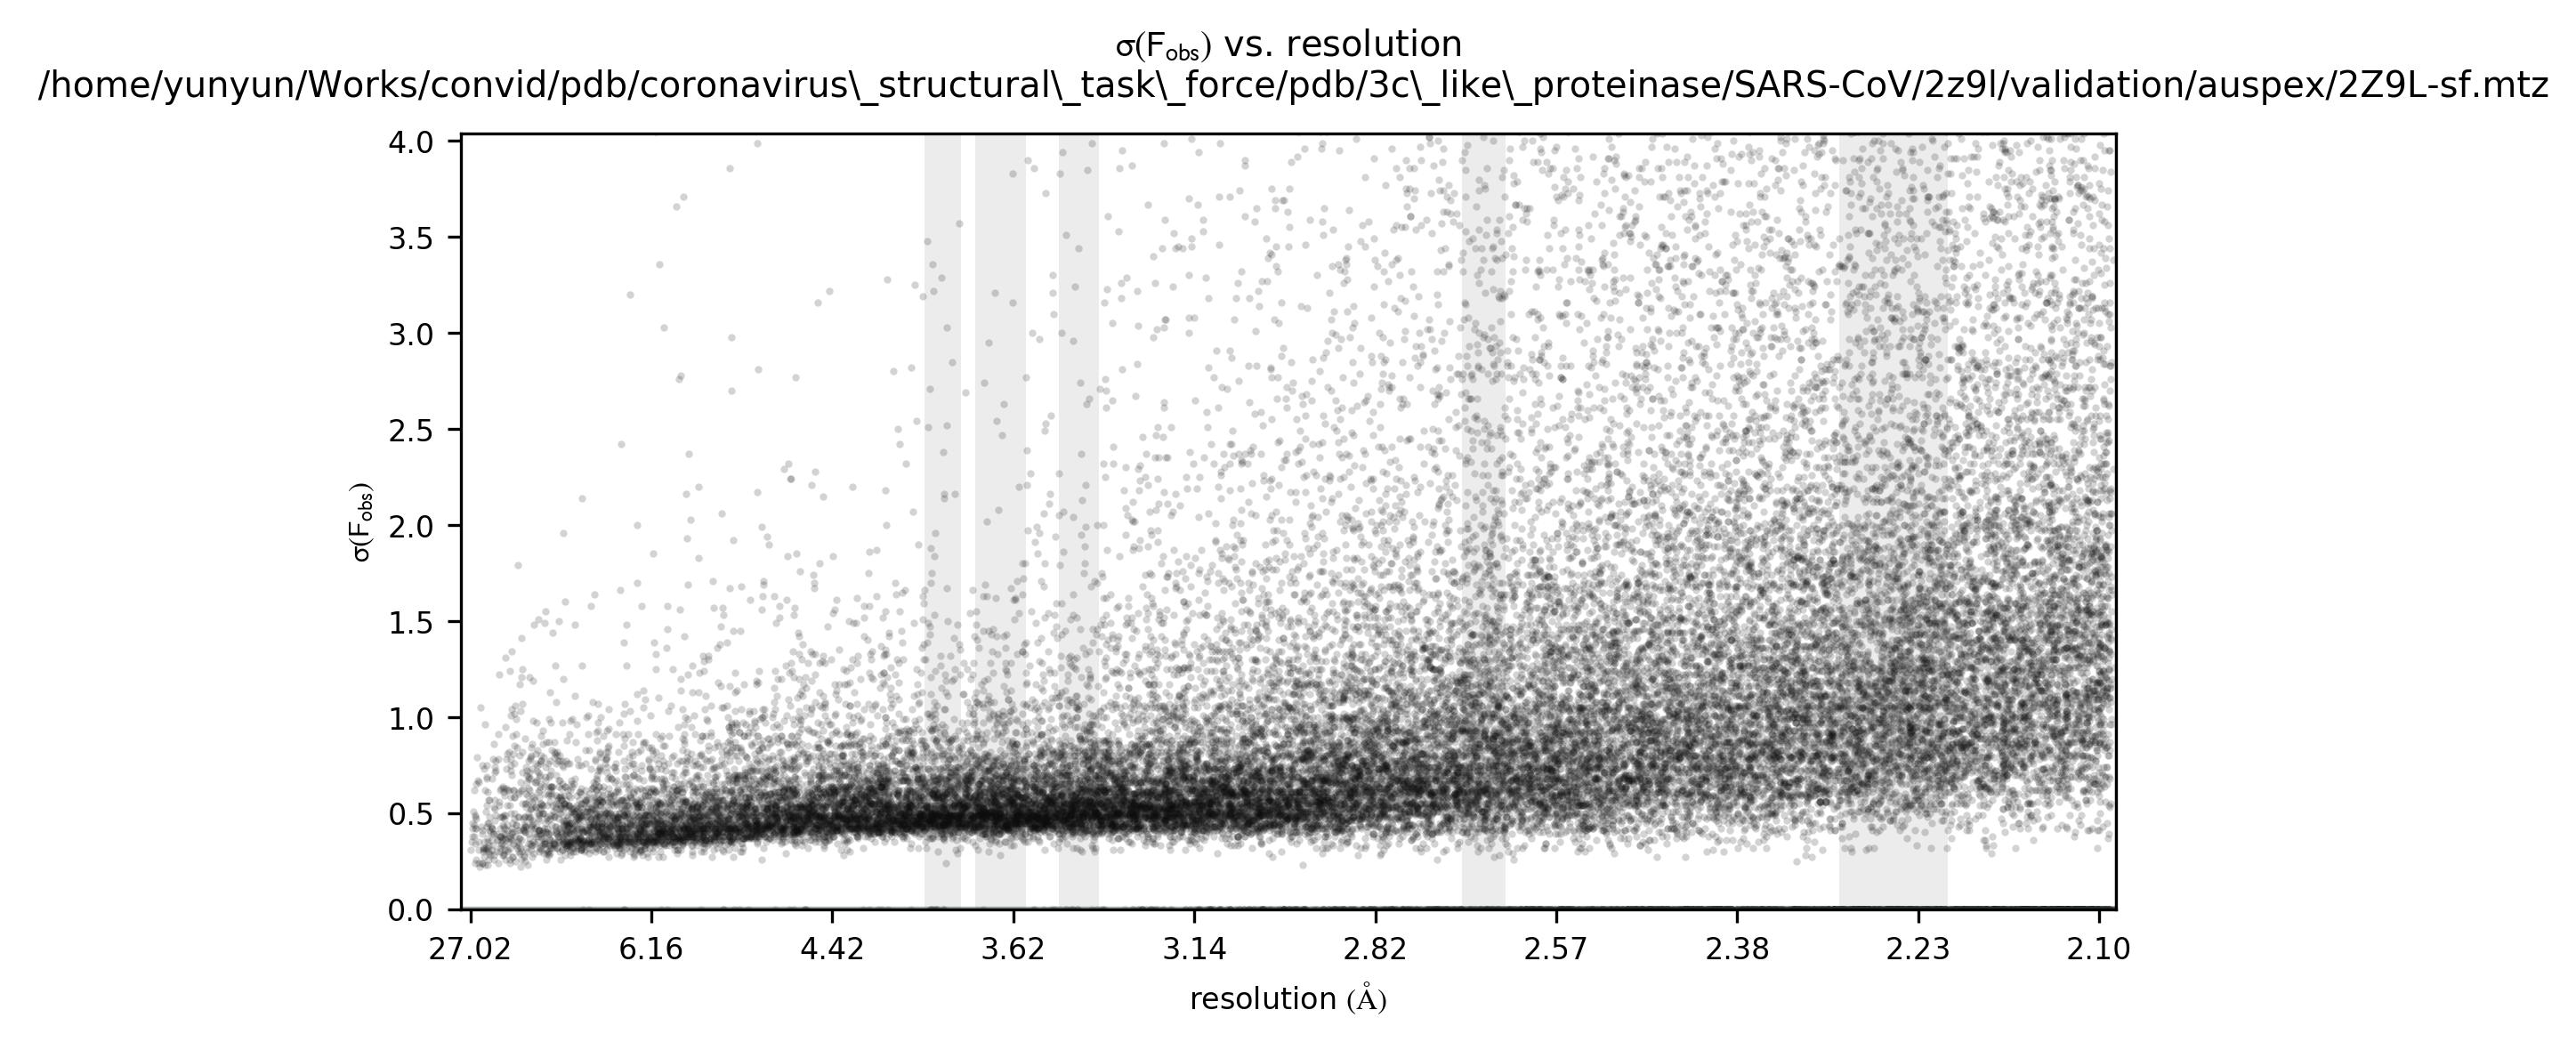 σ(F_obs) vs. resolution
/home/yunyun/Works/convid/pdb/coronavirus\_structural\_task\_force/pdb/3c\_like\_proteinase/SARS-CoV/2z9l/validation/auspex/2Z9L-sf.mtz
4.0
3.5
3.0
2.5
2.0
1.5
1.0
0.5
0.0
σ(F_obs)
27.02 6.16 4.42 3.62 3.14 2.82 2.57 2.38 2.23 2.10
resolution (Å)